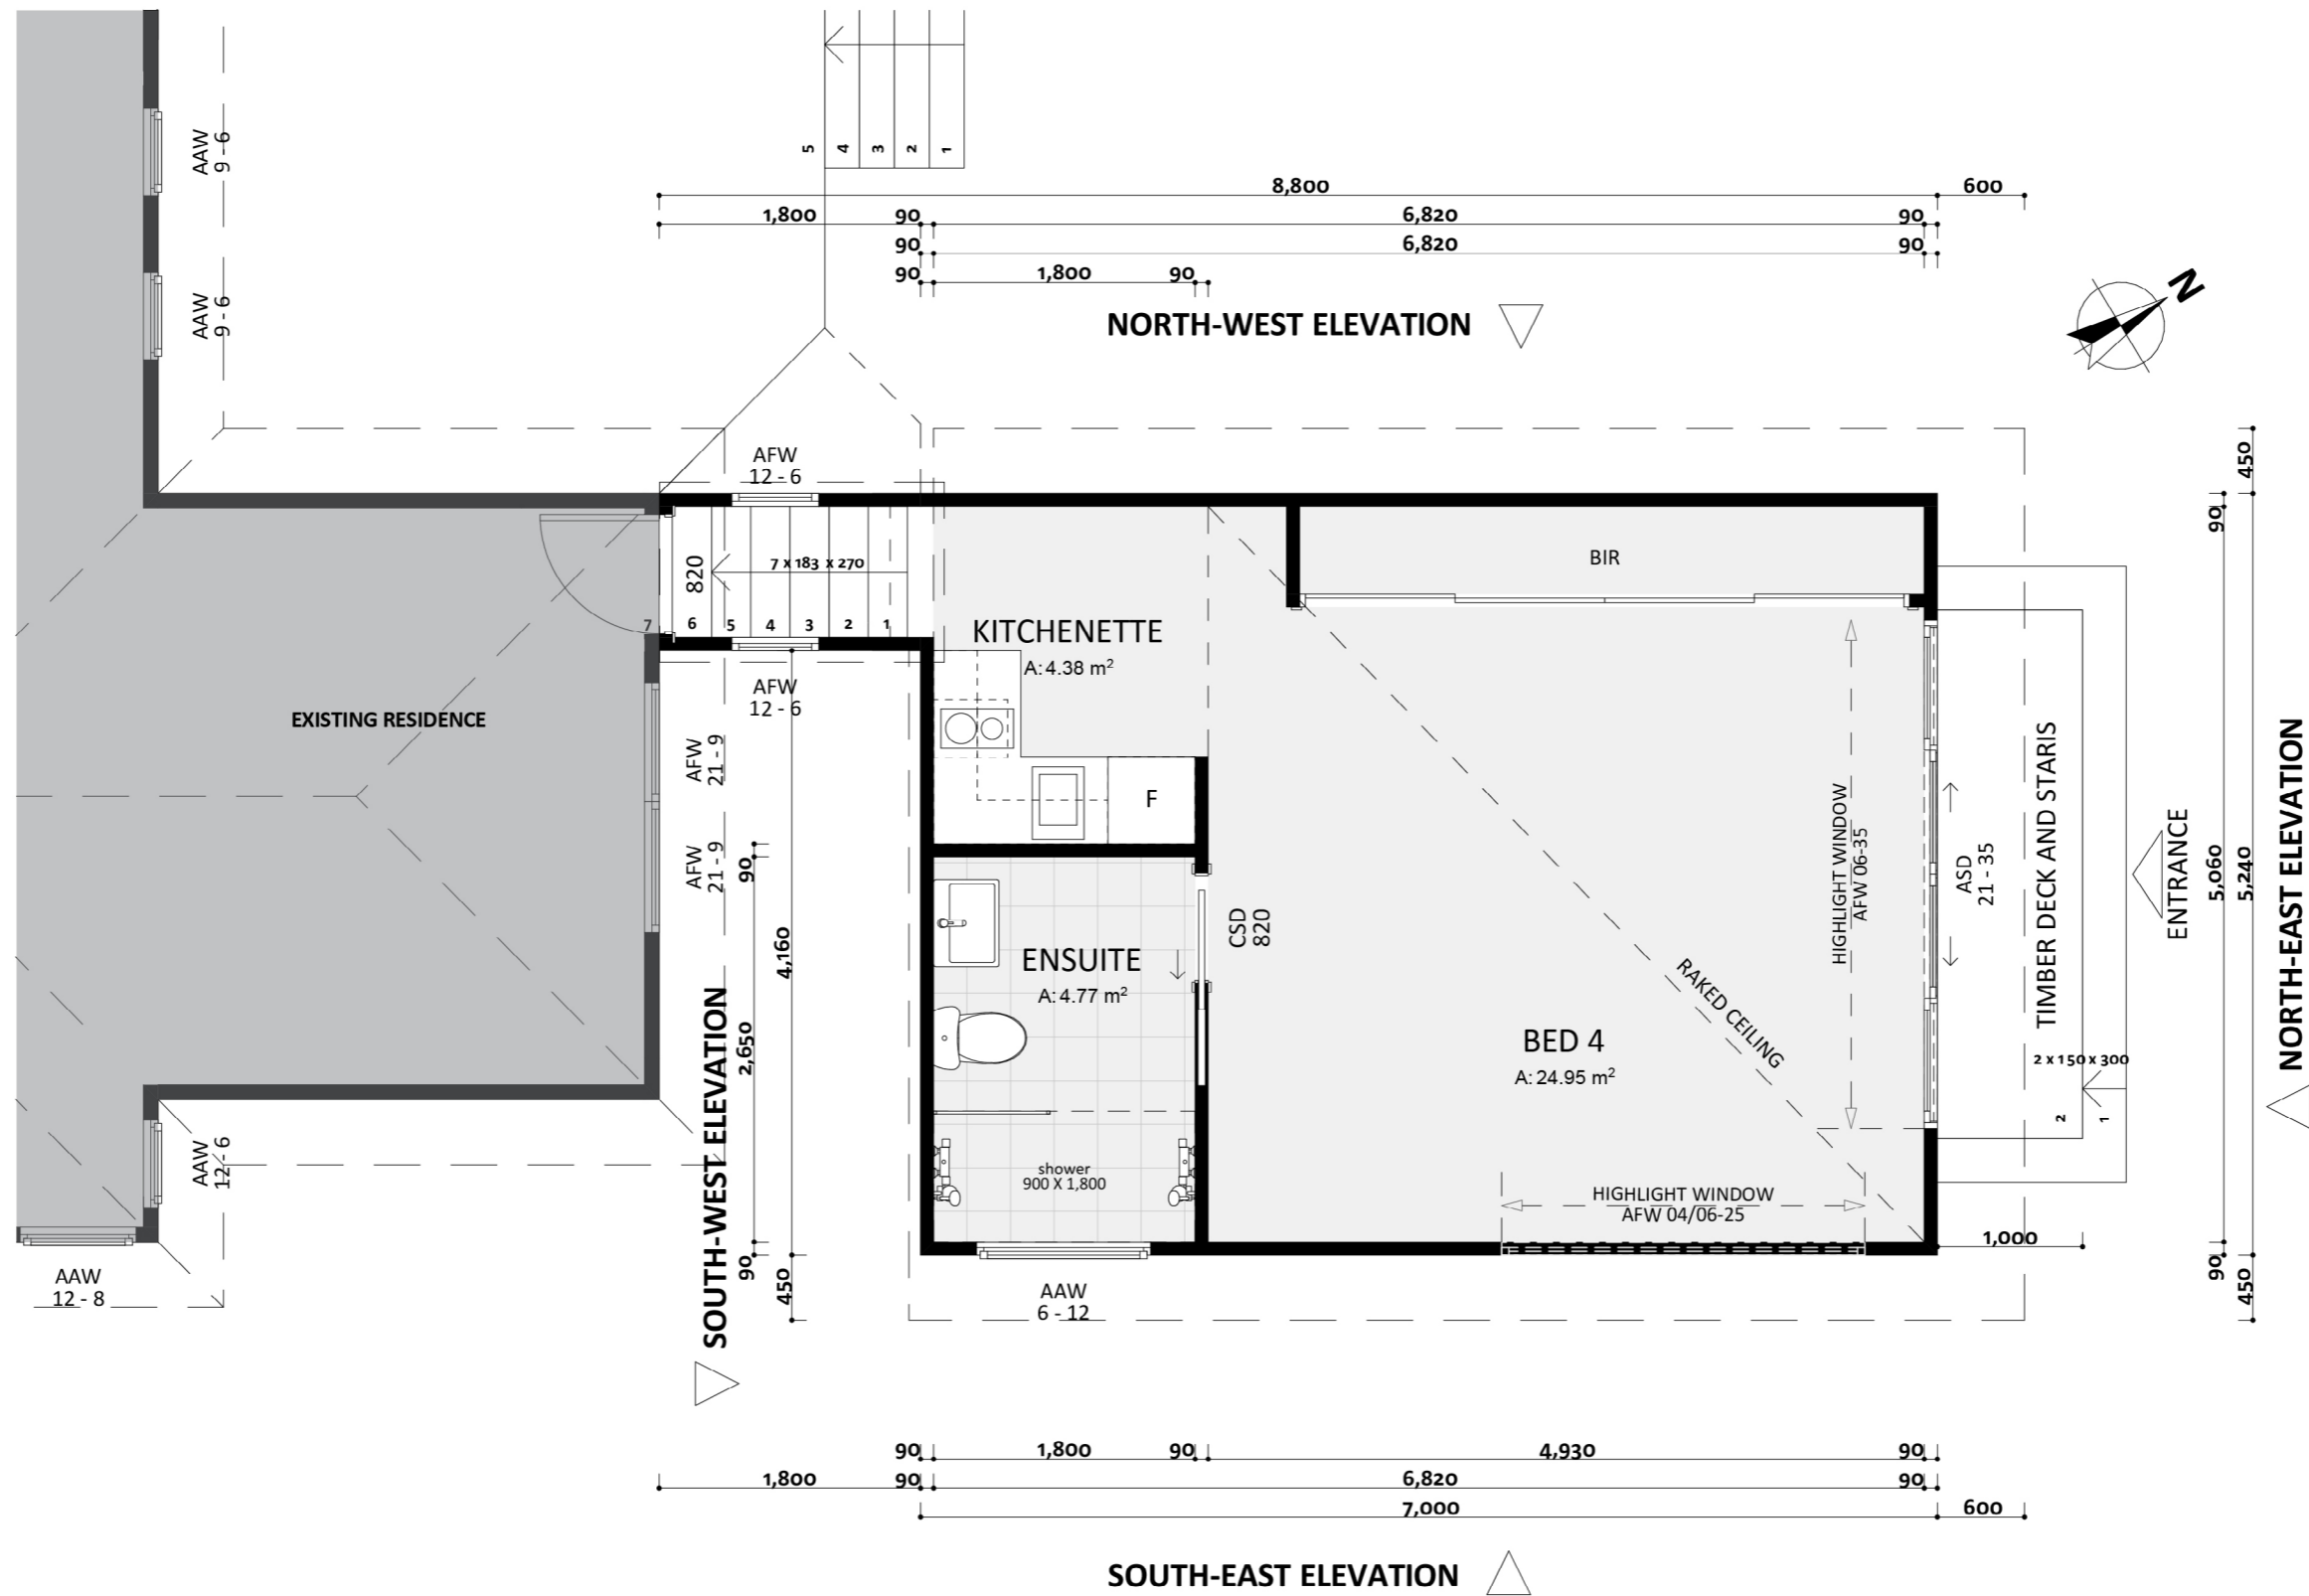 5
4
3
2
1
AAW
9 - 6
AAW
9 - 6
8,800
600
1,800
90
6,820
90
90
6,820
90
90
1,800
90
NORTH-WEST ELEVATION
N
AFW
12 - 6
450
90
BIR
820
7 x 183 x 270
7
6
5
4
3
2
1
KITCHENETTE
A: 4.38 m²
AFW
12 - 6
EXISTING RESIDENCE
AFW
21 - 9
AFW
21 - 9
F
HIGHLIGHT WINDOW
AFW 06-35
ASD
21 - 35
TIMBER DECK AND STARIS
ENTRANCE
5,060
5,240
NORTH-EAST ELEVATION
90
4,160
2,650
CSD
820
ENSUITE
A: 4.77 m²
RAKED CEILING
BED 4
A: 24.95 m²
2 x 150 x 300
2
1
AAW
12 - 6
SOUTH-WEST ELEVATION
shower
900 X 1,800
HIGHLIGHT WINDOW
AFW 04/06-25
1,000
90
450
90
450
AAW
12 - 8
AAW
6 - 12
90
1,800
90
4,930
90
1,800
90
6,820
90
7,000
600
SOUTH-EAST ELEVATION